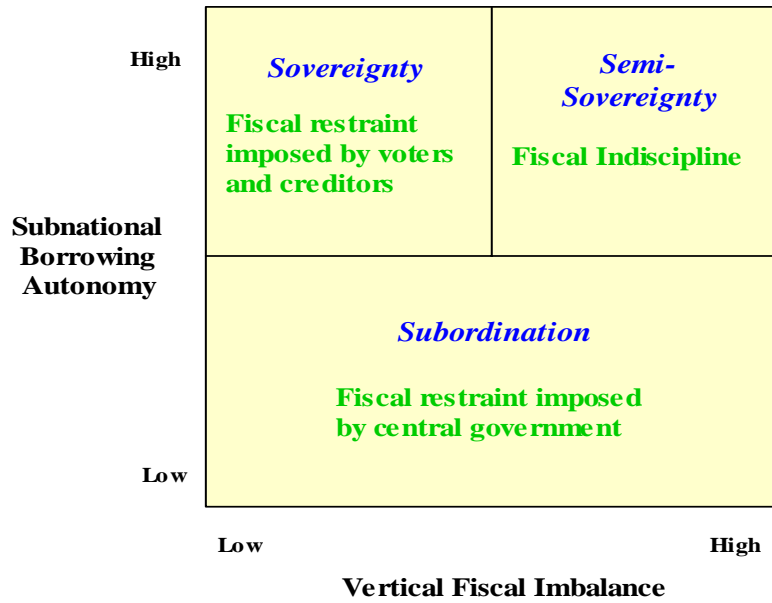 High
Sovereignty
Fiscal restraint
imposed by voters
and creditors
Semi-
Sovereignty
Fiscal Indiscipline
Subnational
Borrowing
Autonomy
Subordination
Fiscal restraint imposed
by central government
Low
Low
High
Vertical Fiscal Imbalance